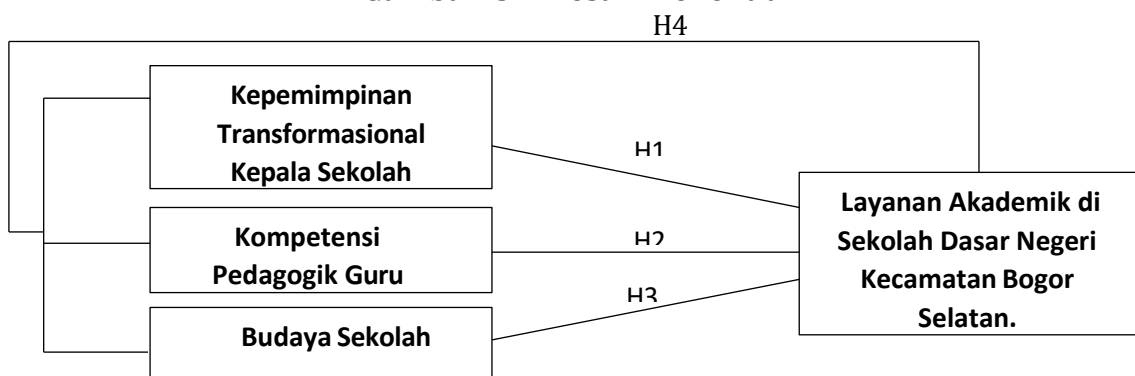 H4
Kepemimpinan
Transformasional
Kepala Sekolah
H1
Layanan Akademik di
Sekolah Dasar Negeri
Kecamatan Bogor
Selatan.
Kompetensi
Pedagogik Guru
H2
H3
Budaya Sekolah